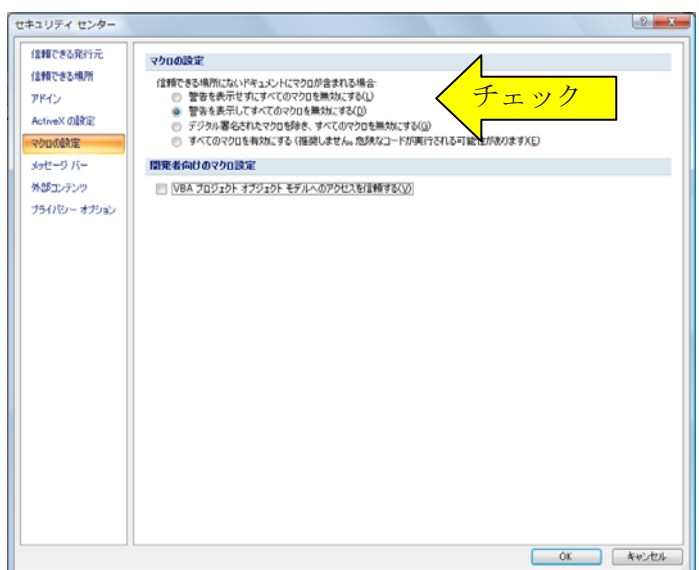 セキュリティ センター
信頼できる発行元
信頼できる場所
アドイン
ActiveX の設定
マクロの設定
メッセージ バー
外部コンテンツ
プライバシー オプション
マクロの設定
信頼できる場所にないドキュメントにマクロが含まれる場合:
警告を表示せずにすべてのマクロを無効にする(L)
警告を表示してすべてのマクロを無効にする(D)
デジタル署名されたマクロを除き、すべてのマクロを無効にする(G)
すべてのマクロを有効にする (推奨しません。危険なコードが実行される可能性があります)(E)
チェック
開発者向けのマクロ設定
VBA プロジェクト オブジェクト モデルへのアクセスを信頼する(V)
OK
キャンセル